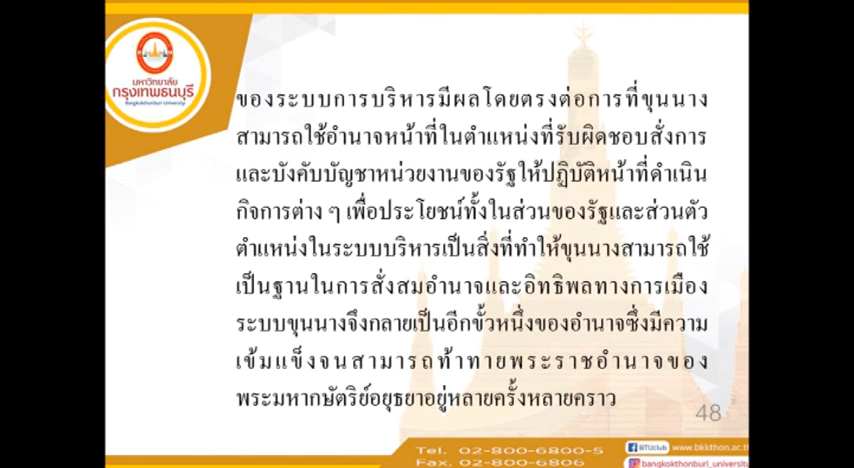 มหาวิทยาลัย
กรุงเทพธนบุรี
Bangkokthonburi University
ของระบบการบริหารมีผลโดยตรงต่อการที่ขุนนาง
สามารถใช้อำนาจหน้าที่ในตำแหน่งที่รับผิดชอบสั่งการ
และบังคับบัญชาหน่วยงานของรัฐให้ปฏิบัติหน้าที่ดำเนิน
กิจการต่าง ๆ เพื่อประโยชน์ทั้งในส่วนของรัฐและส่วนตัว
ตำแหน่งในระบบบริหารเป็นสิ่งที่ทำให้ขุนนางสามารถใช้
เป็นฐานในการสั่งสมอำนาจและอิทธิพลทางการเมือง
ระบบขุนนางจึงกลายเป็นอีกขั้วหนึ่งของอำนาจซึ่งมีความ
เข้มแข็งจนสามารถท้าทายพระราชอำนาจของ
พระมหากษัตริย์อยุธยาอยู่หลายครั้งหลายคราว
48
Tel. 02-800-6800-5
Fax. 02-800-6806
BTUclub www.bkkthon.ac.t
bangkokthonburi_university